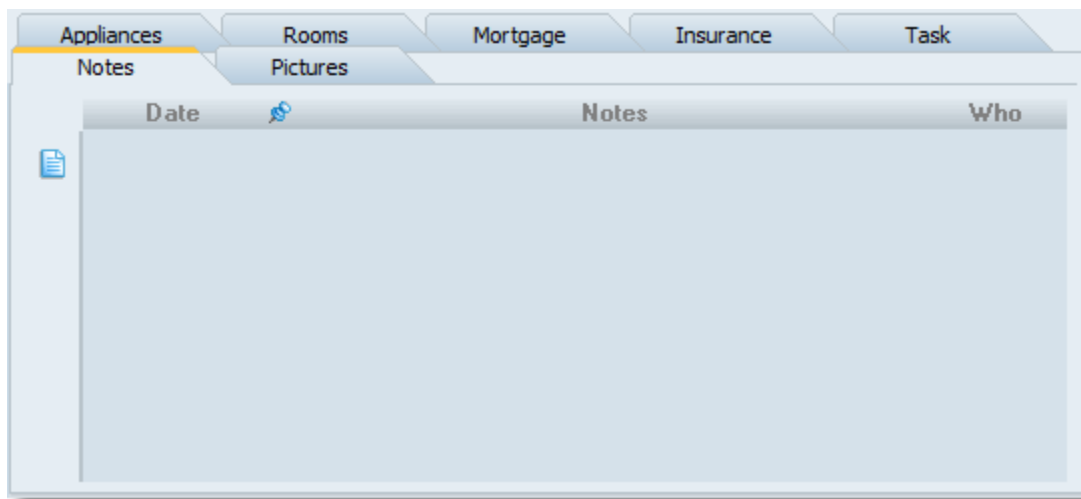 Appliances Rooms Mortgage Insurance Task
Notes Pictures
Date Notes Who